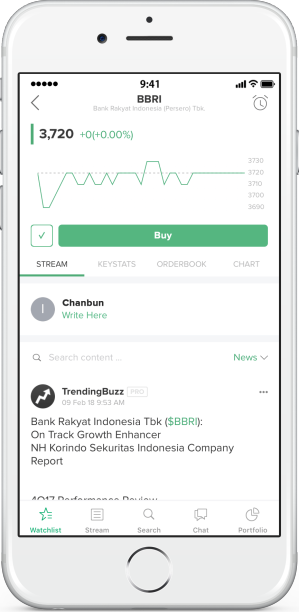 9:41
BBRI
Bank Rakyat Indonesia (Persero) Tbk.
3,720 +0(+0.00%)
3730
3720
3710
3700
3690
Buy
STREAM KEYSTATS ORDERBOOK CHART
I Chanbun
Write Here
Search content ... News
TrendingBuzz PRO
09 Feb 18 9:53 AM
Bank Rakyat Indonesia Tbk ($BBRI):
On Track Growth Enhancer
NH Korindo Sekuritas Indonesia Company
Report
4Q17 Performance Review
Watchlist Stream Search Chat Portfolio